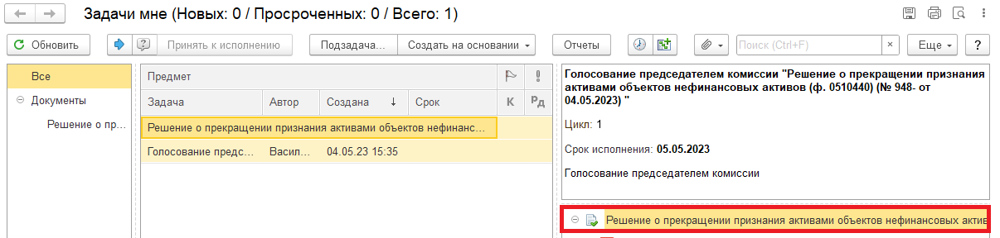 Задачи мне (Новых: 0 / Просроченных: 0 / Всего: 1)
Обновить Принять к исполнению Подзадача... Создать на основании Отчеты Поиск (Ctrl+F) × Еще ?
Все
Документы
Решение о пр...
Предмет
Задача Автор Создана ↓ Срок К РД
Решение о прекращении признания активами объектов нефинанс...
Голосование предс... Васил... 04.05.23 15:35
Голосование председателем комиссии "Решение о прекращении признания
активами объектов нефинансовых активов (ф. 0510440) (№ 948- от
04.05.2023) "
Цикл: 1
Срок исполнения: 05.05.2023
Голосование председателем комиссии
Решение о прекращении признания активами объектов нефинансовых актив